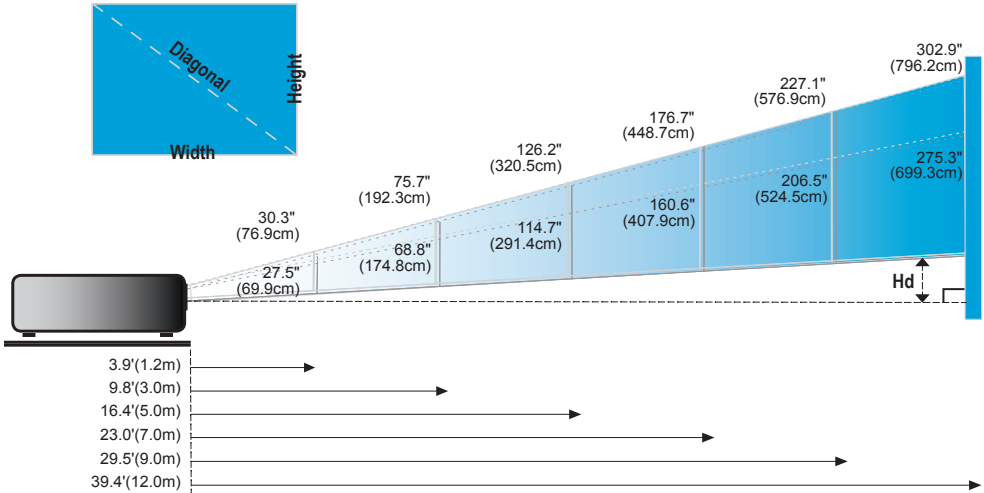 Diagonal
Height
Width
30.3"
(76.9cm)
75.7"
(192.3cm)
126.2"
(320.5cm)
176.7"
(448.7cm)
227.1"
(576.9cm)
302.9"
(796.2cm)
27.5"
(69.9cm)
68.8"
(174.8cm)
114.7"
(291.4cm)
160.6"
(407.9cm)
206.5"
(524.5cm)
275.3"
(699.3cm)
Hd
3.9'(1.2m)
9.8'(3.0m)
16.4'(5.0m)
23.0'(7.0m)
29.5'(9.0m)
39.4'(12.0m)